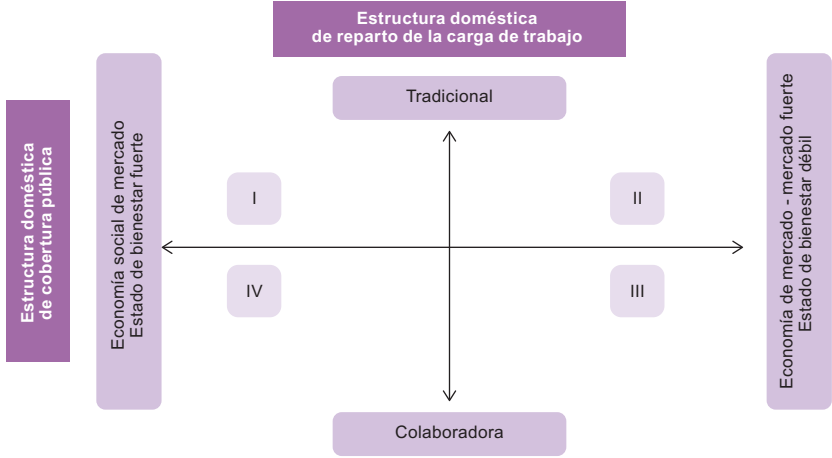 Estructura doméstica
de reparto de la carga de trabajo
Tradicional
Estructura doméstica
de cobertura pública
Economía social de mercado
Estado de bienestar fuerte
I
II
IV
III
Economía de mercado - mercado fuerte
Estado de bienestar débil
Colaboradora